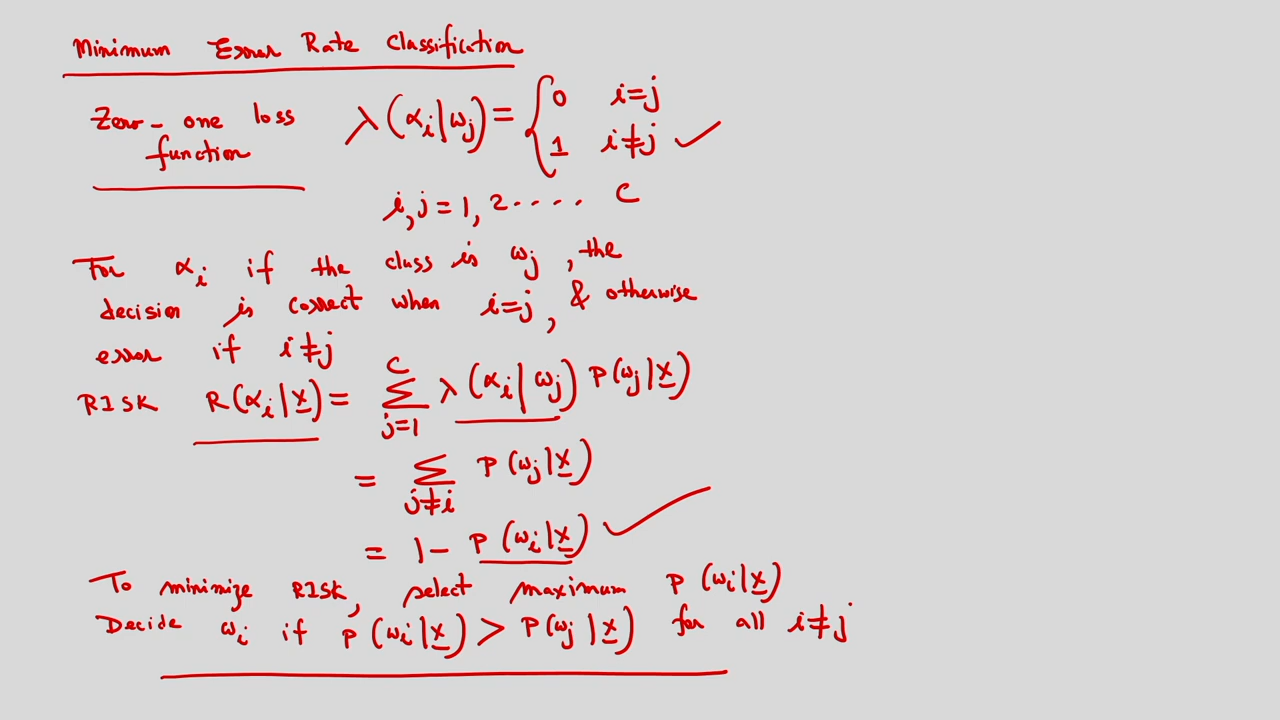 Minimum Error Rate Classification
Zero-one loss function λ(αi|ωj) = { 0 i=j
1 i≠j ✓
i, j = 1, 2 .... C
For αi if the class is ωj, the
decision is correct when i=j, & otherwise
error if i≠j
RISK R(αi|x) = Σ_{j=1}^{C} λ(αi|ωj) P(ωj|x)
= Σ_{j≠i} P(ωj|x)
= 1 - P(ωi|x) ✓
To minimize RISK, select maximum P(ωi|x)
Decide ωi if P(ωi|x) > P(ωj|x) for all i≠j